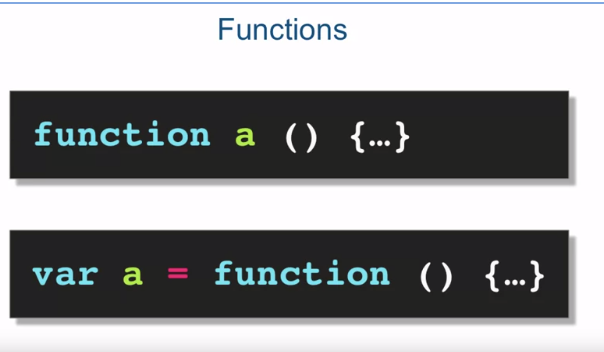 Functions
function a () {…}
var a = function () {…}